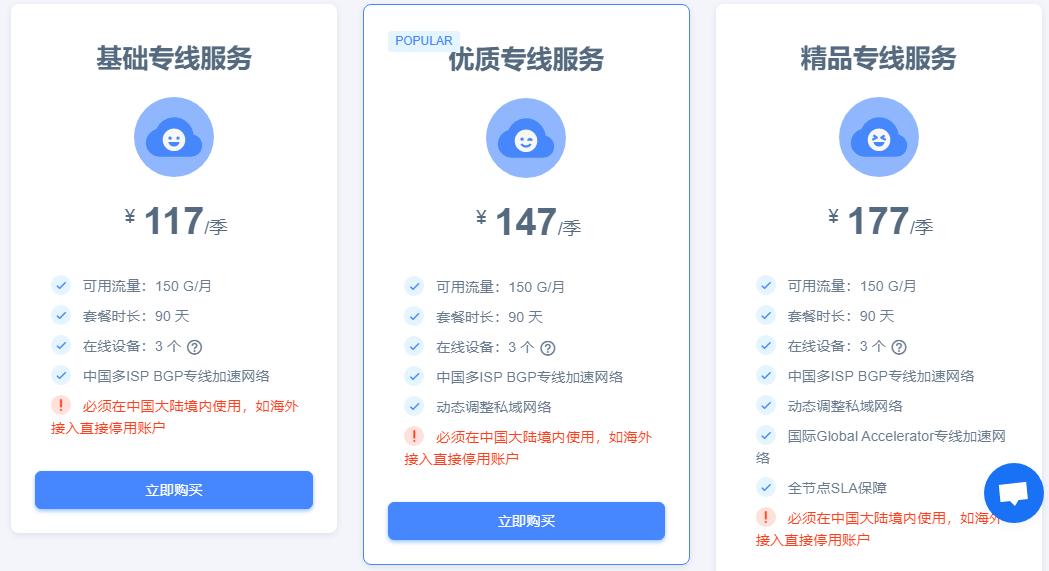 基础专线服务
¥ 117/季
可用流量：150 G/月
套餐时长：90 天
在线设备：3 个 ?
中国多ISP BGP专线加速网络
! 必须在中国大陆境内使用，如海外
接入直接停用账户
立即购买
POPULAR
优质专线服务
¥ 147/季
可用流量：150 G/月
套餐时长：90 天
在线设备：3 个 ?
中国多ISP BGP专线加速网络
动态调整私域网络
! 必须在中国大陆境内使用，如海外
接入直接停用账户
立即购买
精品专线服务
¥ 177/季
可用流量：150 G/月
套餐时长：90 天
在线设备：3 个 ?
中国多ISP BGP专线加速网络
动态调整私域网络
国际Global Accelerator专线加速网
络
全节点SLA保障
! 必须在中国大陆境内使用，如海外
接入直接停用账户